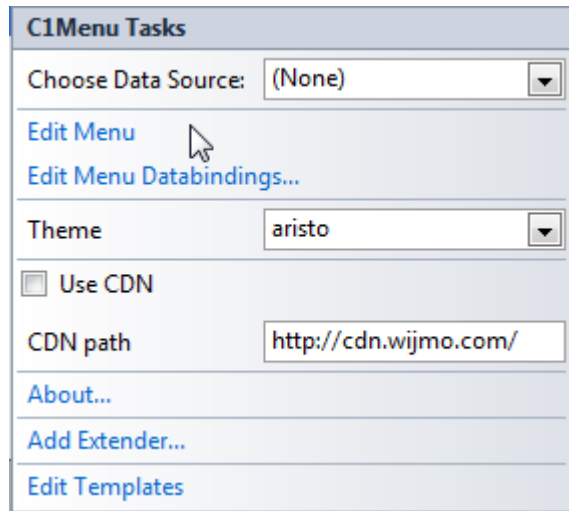 C1Menu Tasks
Choose Data Source: (None)
Edit Menu
Edit Menu Databindings...
Theme aristo
Use CDN
CDN path http://cdn.wijmo.com/
About...
Add Extender...
Edit Templates